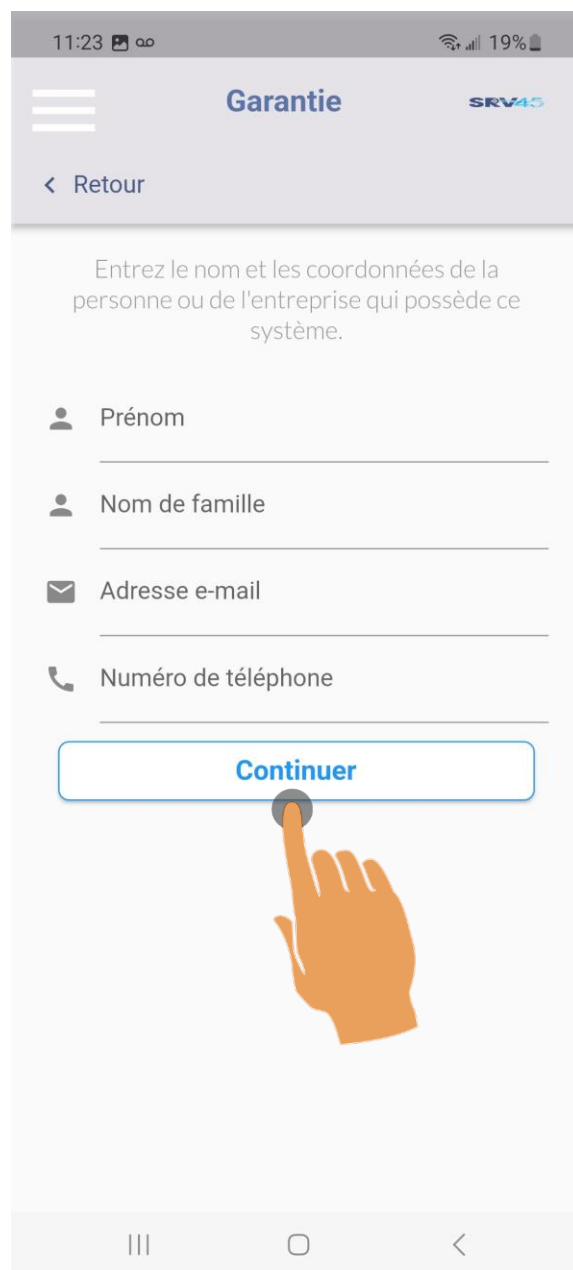 11:23 19%
Garantie SRV45
< Retour
Entrez le nom et les coordonnées de la
personne ou de l'entreprise qui possède ce
système.
Prénom
Nom de famille
Adresse e-mail
Numéro de téléphone
Continuer